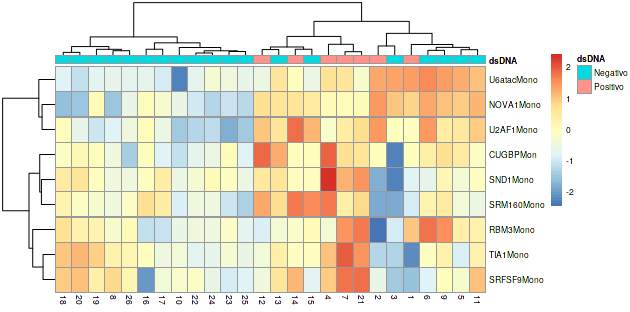 dsDNA
U6atacMono
NOVA1Mono
U2AF1Mono
CUGBPMon
SND1Mono
SRM160Mono
RBM3Mono
TIA1Mono
SRFSF9Mono
18 20 19 8 26 16 17 10 22 24 23 25 12 13 14 15 4 7 21 2 3 1 6 9 5 11
2
1
0
-1
-2
dsDNA
Negativo
Positivo